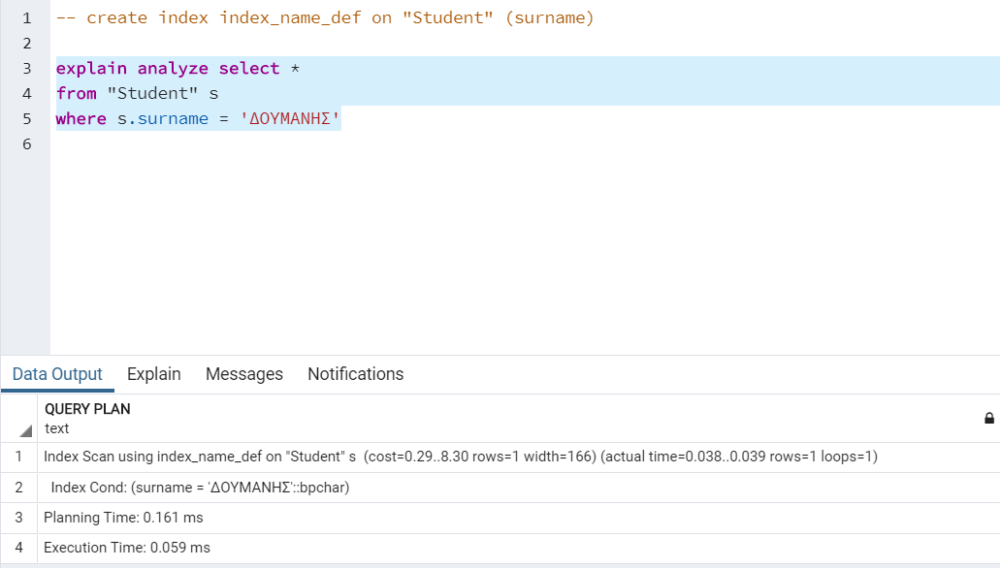 1 -- create index index_name_def on "Student" (surname)
2
3 explain analyze select *
4 from "Student" s
5 where s.surname = 'ΔΟΥΜΑΝΗΣ'
6
Data Output Explain Messages Notifications
QUERY PLAN
text
1 Index Scan using index_name_def on "Student" s (cost=0.29..8.30 rows=1 width=166) (actual time=0.038..0.039 rows=1 loops=1)
2 Index Cond: (surname = 'ΔΟΥΜΑΝΗΣ'::bpchar)
3 Planning Time: 0.161 ms
4 Execution Time: 0.059 ms